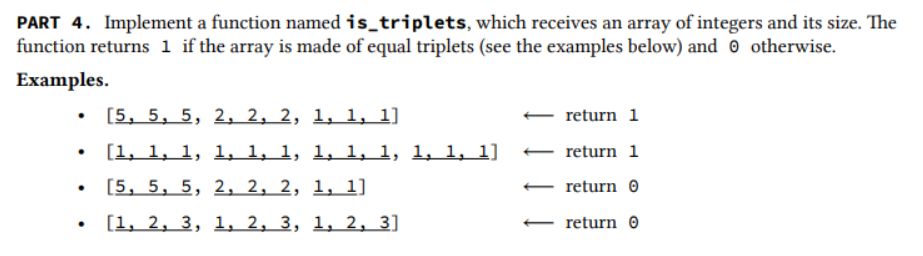 PART 4. Implement a function named is_triplets, which receives an array of integers and its size. The
function returns 1 if the array is made of equal triplets (see the examples below) and 0 otherwise.
Examples.
• [5, 5, 5, 2, 2, 2, 1, 1, 1] ⟵ return 1
• [1, 1, 1, 1, 1, 1, 1, 1, 1, 1, 1, 1] ⟵ return 1
• [5, 5, 5, 2, 2, 2, 1, 1] ⟵ return 0
• [1, 2, 3, 1, 2, 3, 1, 2, 3] ⟵ return 0